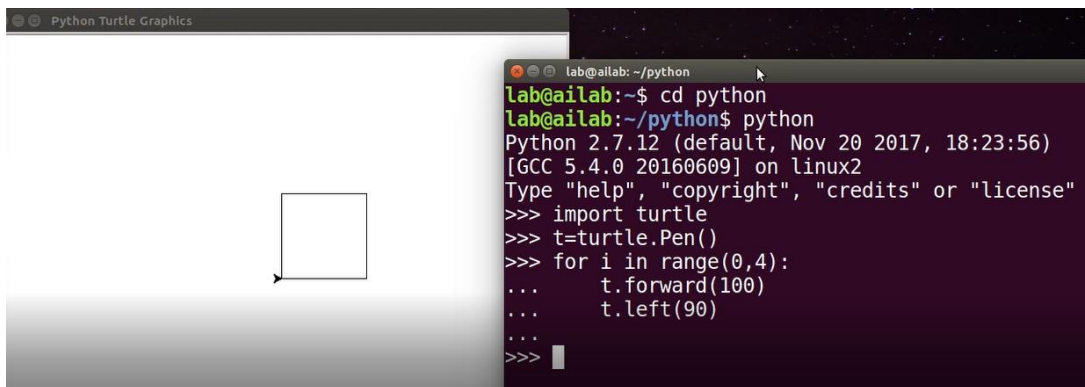 Python Turtle Graphics
lab@ailab: ~/python
lab@ailab:~$ cd python
lab@ailab:~/python$ python
Python 2.7.12 (default, Nov 20 2017, 18:23:56)
[GCC 5.4.0 20160609] on linux2
Type "help", "copyright", "credits" or "license"
>>> import turtle
>>> t=turtle.Pen()
>>> for i in range(0,4):
...     t.forward(100)
...     t.left(90)
...
>>>